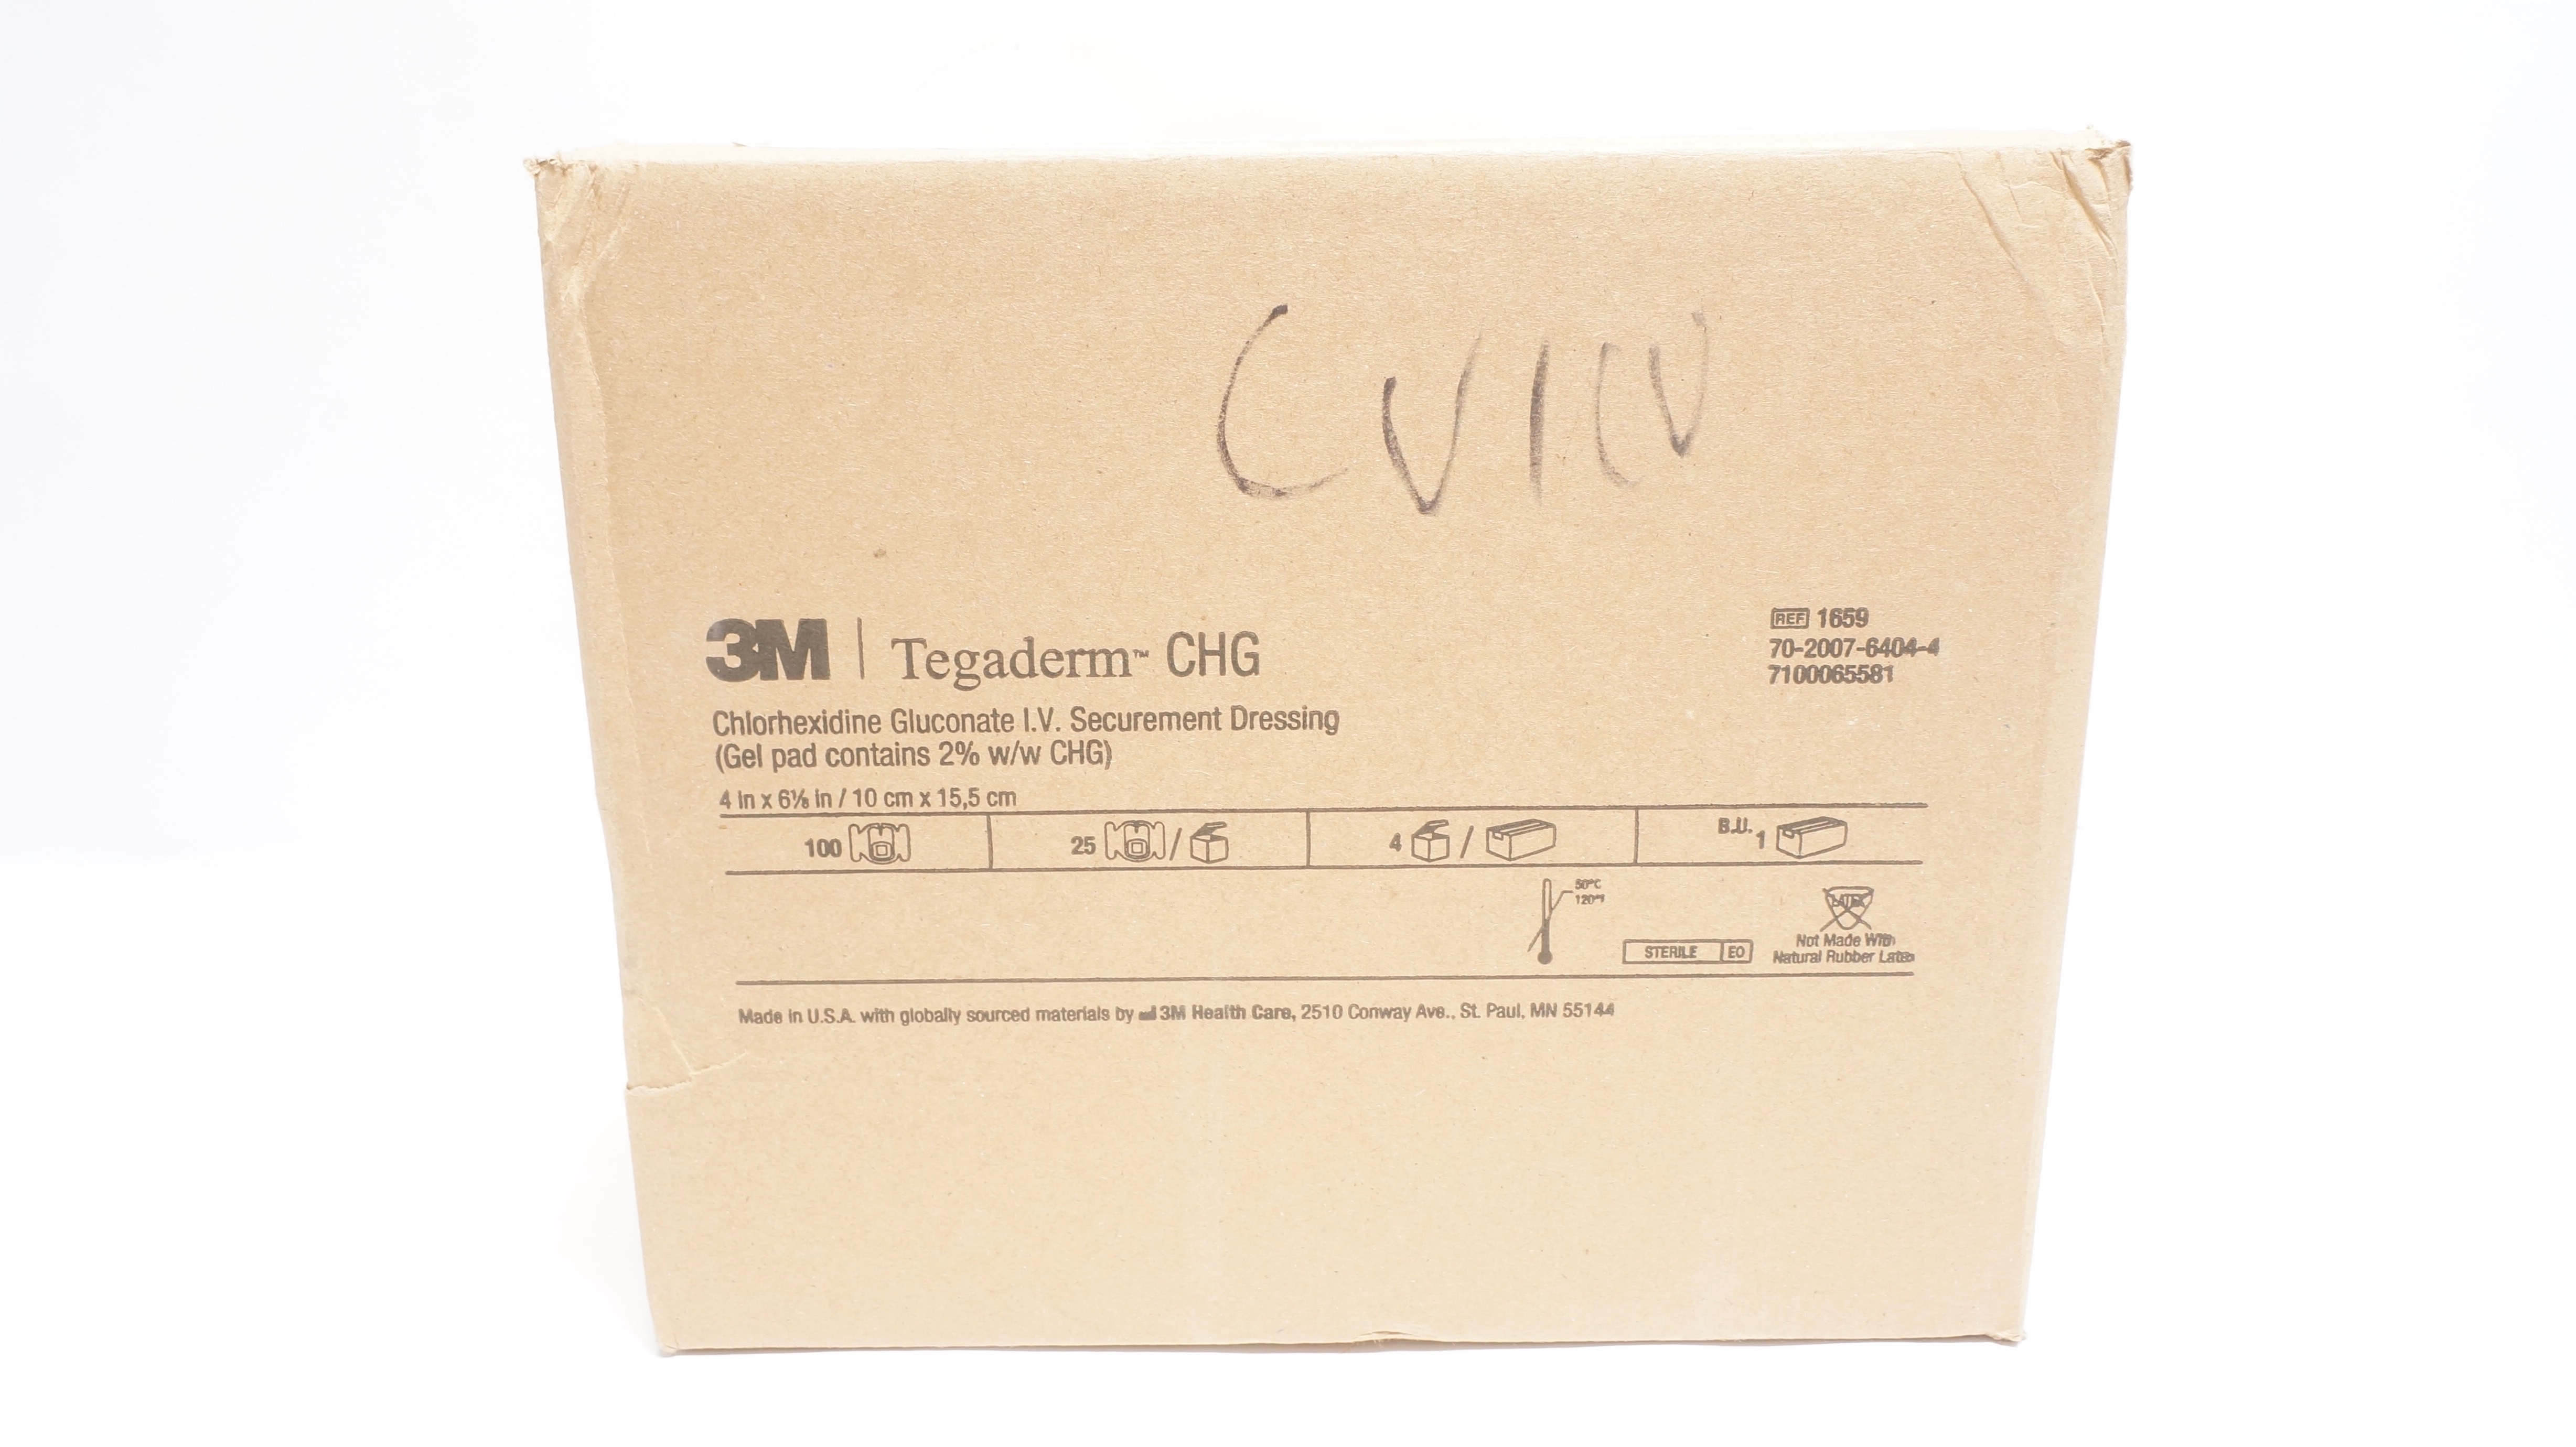 CVICU
3M | Tegaderm™ CHG
REF 1659
70-2007-6404-4
7100065581
Chlorhexidine Gluconate I.V. Securement Dressing
(Gel pad contains 2% w/w CHG)
4 in x 6⅛ in / 10 cm x 15,5 cm
100 25 / 4 / B.U. 1
50°C
120°F
LATEX
STERILE EO
Not Made With
Natural Rubber Latex
Made in U.S.A. with globally sourced materials by 3M Health Care, 2510 Conway Ave., St. Paul, MN 55144